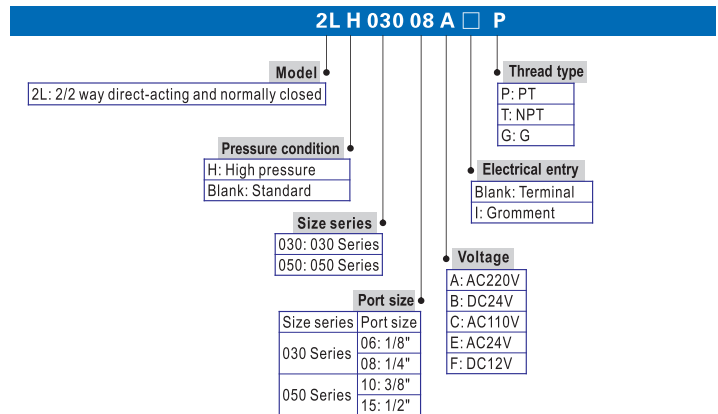 2L H 030 08 A □ P
Model
2L: 2/2 way direct-acting and normally closed
Thread type
P: PT
T: NPT
G: G
Pressure condition
H: High pressure
Blank: Standard
Electrical entry
Blank: Terminal
I: Gromment
Size series
030: 030 Series
050: 050 Series
Voltage
A: AC220V
B: DC24V
C: AC110V
E: AC24V
F: DC12V
Port size
Size series Port size
030 Series
06: 1/8"
08: 1/4"
050 Series
10: 3/8"
15: 1/2"